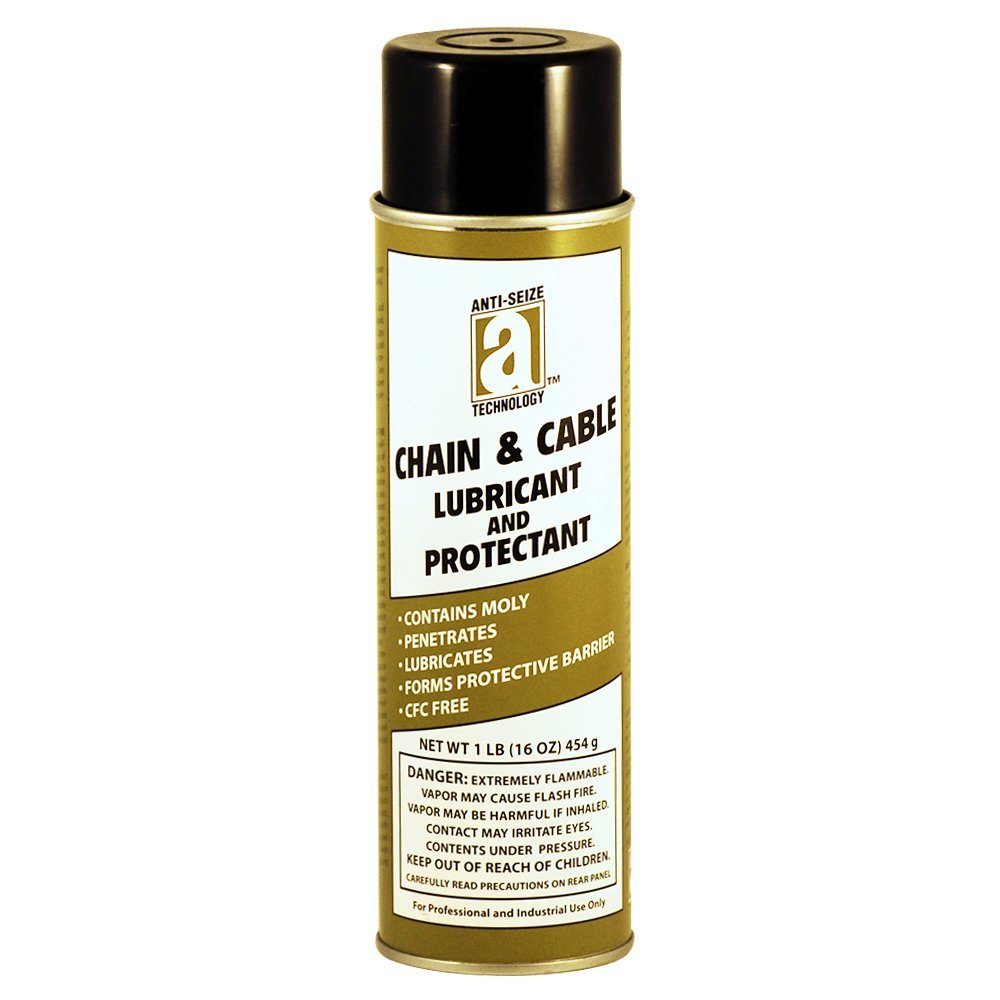 ANTI-SEIZE
a
TECHNOLOGY™
CHAIN & CABLE
LUBRICANT
AND
PROTECTANT
• CONTAINS MOLY
• PENETRATES
• LUBRICATES
• FORMS PROTECTIVE BARRIER
• CFC FREE
NET WT 1 LB (16 OZ) 454 g
DANGER: EXTREMELY FLAMMABLE.
VAPOR MAY CAUSE FLASH FIRE.
VAPOR MAY BE HARMFUL IF INHALED.
CONTACT MAY IRRITATE EYES.
CONTENTS UNDER PRESSURE.
KEEP OUT OF REACH OF CHILDREN.
CAREFULLY READ PRECAUTIONS ON REAR PANEL
For Professional and Industrial Use Only